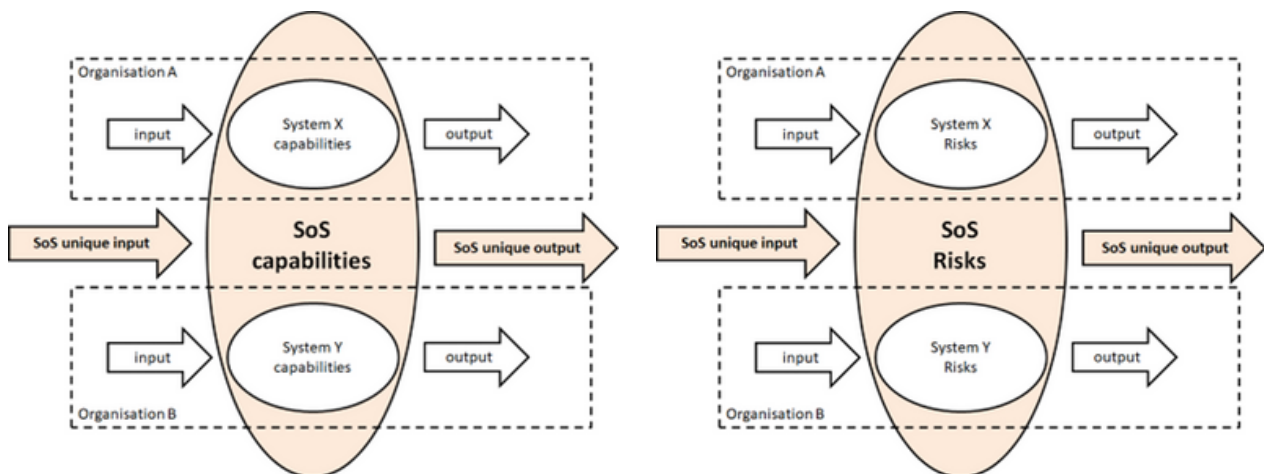 Organisation A
input
System X
capabilities
output
SoS unique input
SoS
capabilities
SoS unique output
input
System Y
capabilities
output
Organisation B
Organisation A
input
System X
Risks
output
SoS unique input
SoS
Risks
SoS unique output
input
System Y
Risks
output
Organisation B